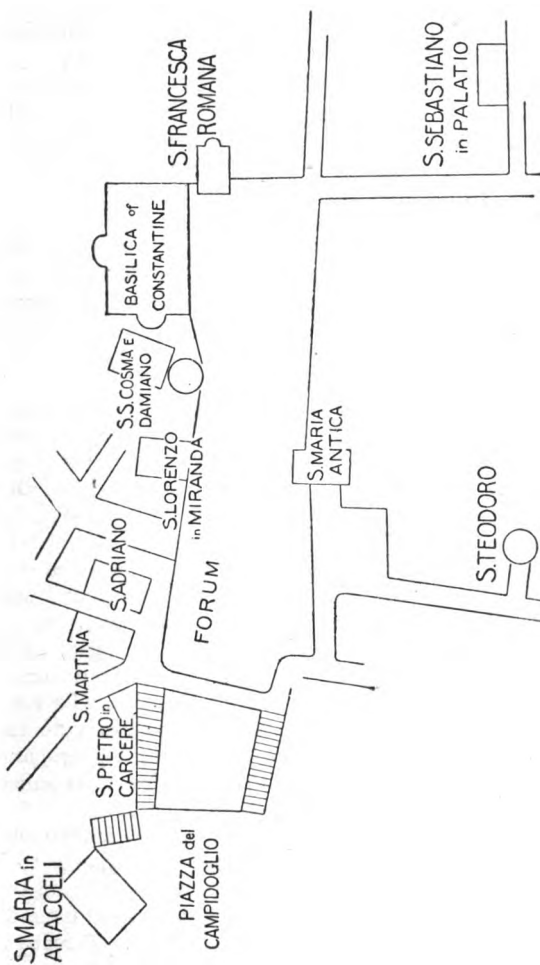 S. MARIA in
ARACOELI
PIAZZA del
CAMPIDOGLIO
S. PIETRO in
CARCERE
S. MARTINA
S. ADRIANO
FORUM
S. LORENZO
in MIRANDA
S.S. COSMA E
DAMIANO
BASILICA of
CONSTANTINE
S. FRANCESCA
ROMANA
S. MARIA
ANTICA
S. TEODORO
S. SEBASTIANO
in PALATIO